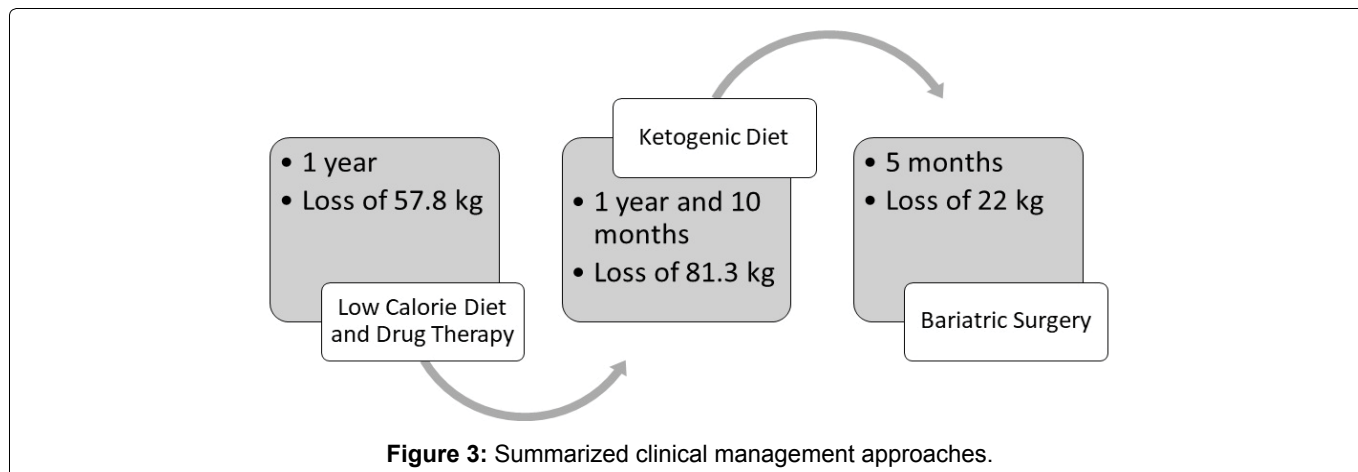 • 1 year
• Loss of 57.8 kg
Low Calorie Diet
and Drug Therapy
Ketogenic Diet
• 1 year and 10
months
• Loss of 81.3 kg
• 5 months
• Loss of 22 kg
Bariatric Surgery
Figure 3: Summarized clinical management approaches.